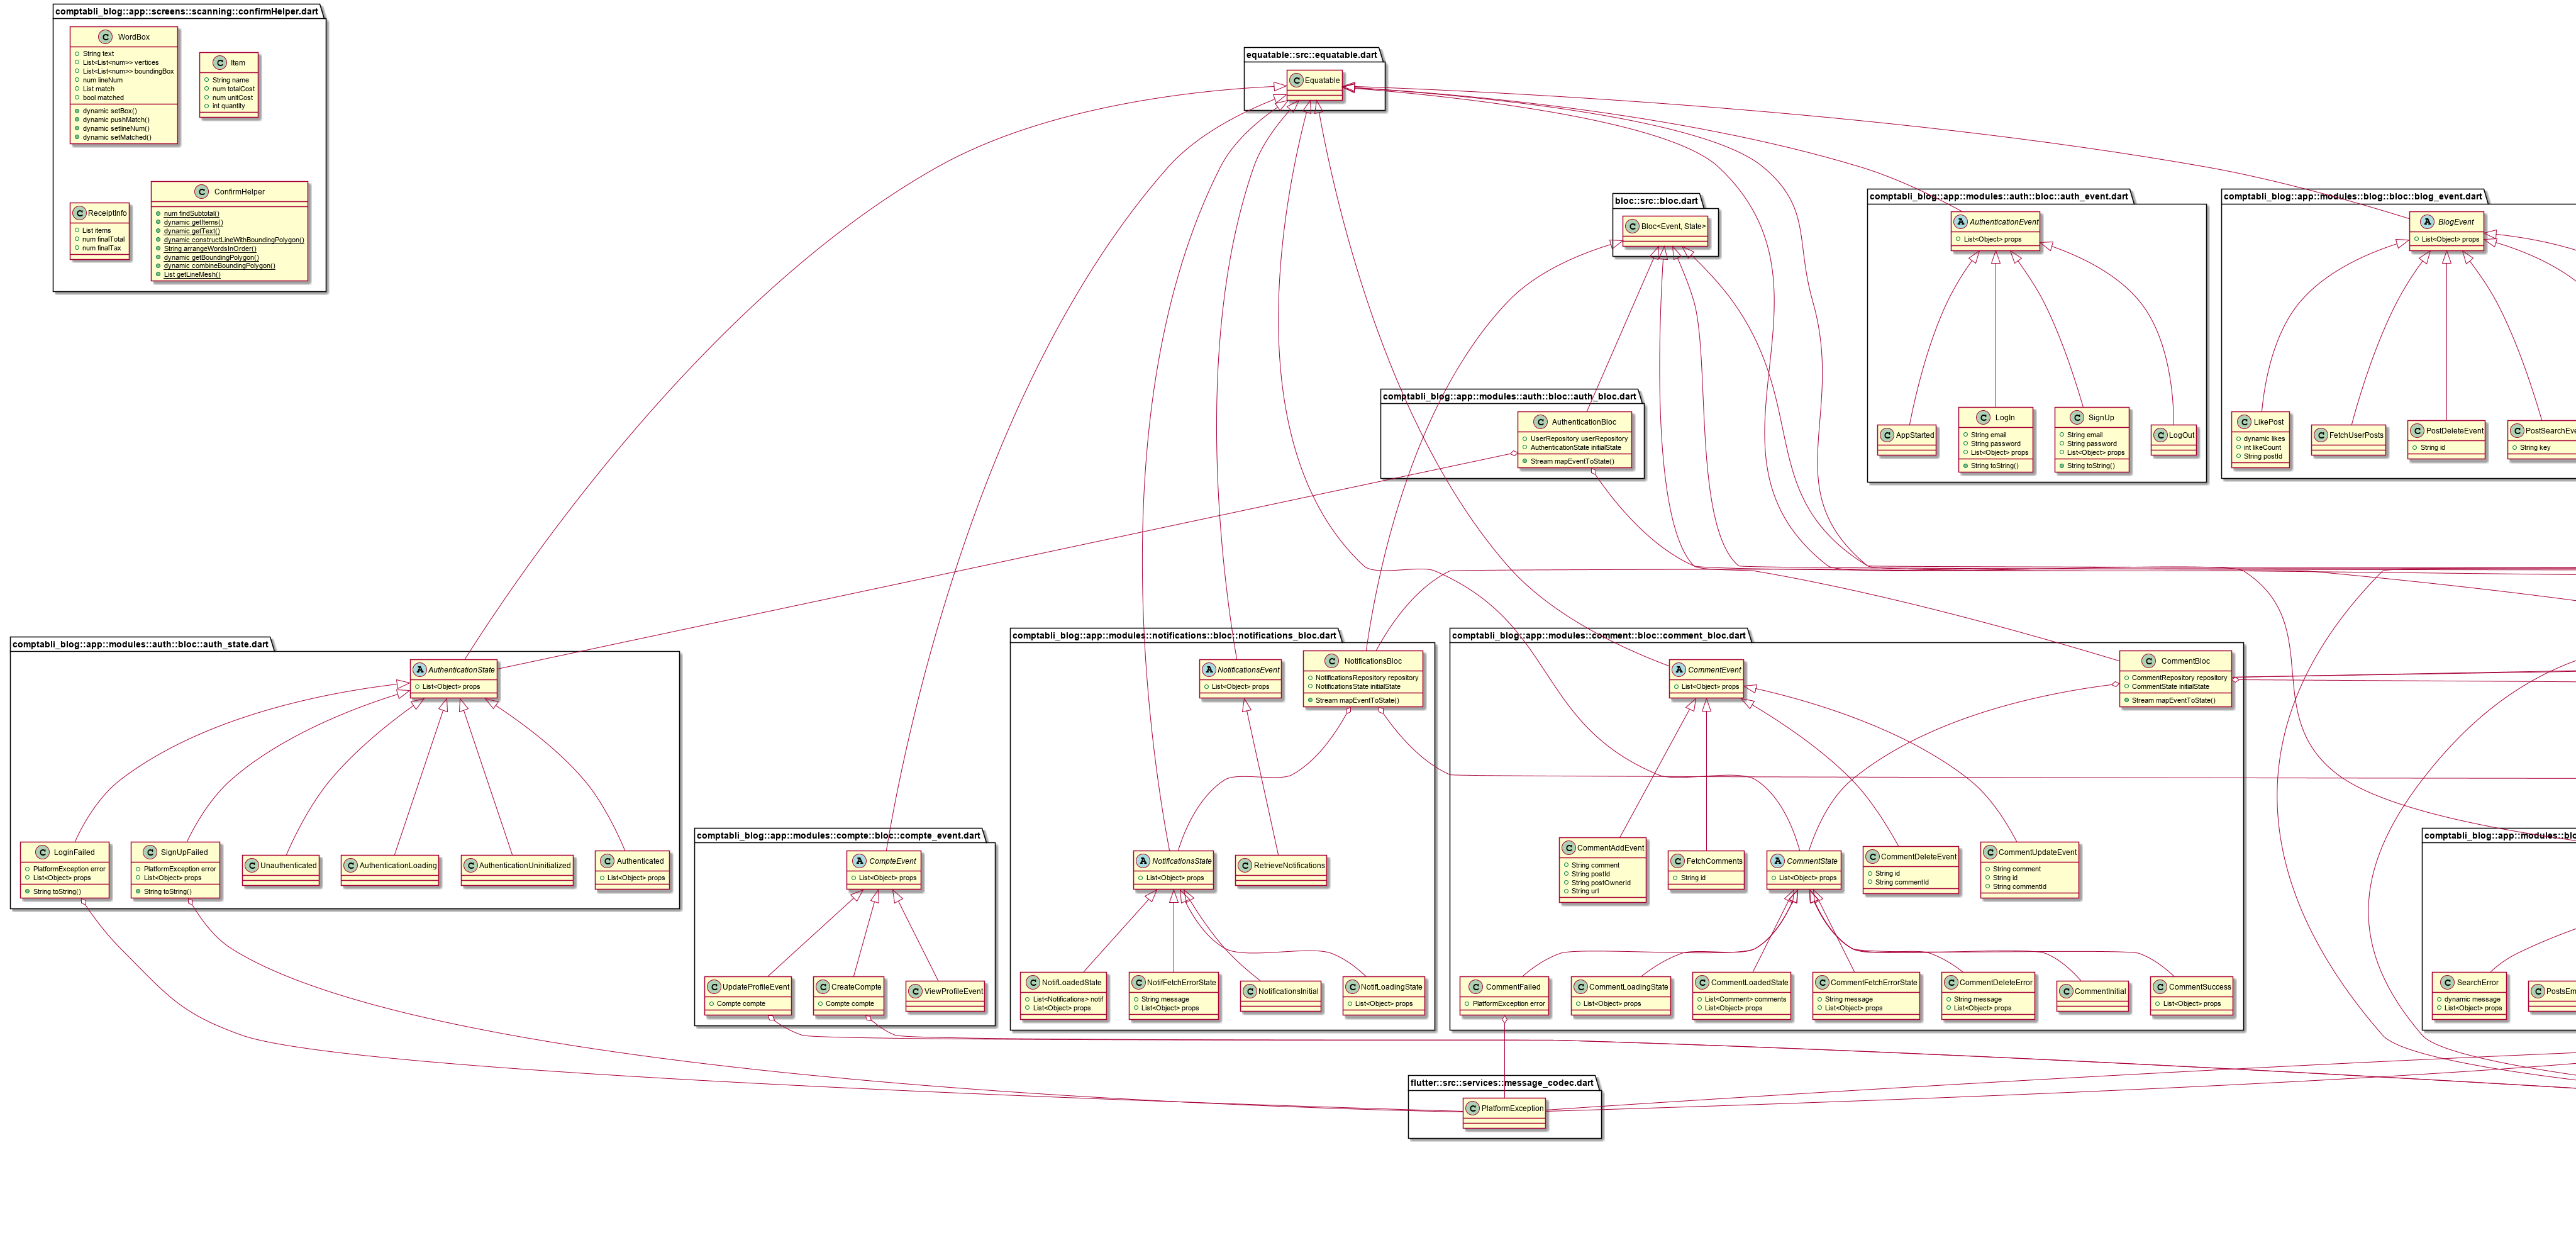 comptabli_blog::app::screens::scanning::confirmHelper.dart
C WordBox
String text
List<List<num>> vertices
List<List<num>> boundingBox
num lineNum
List match
bool matched
dynamic setBox()
dynamic pushMatch()
dynamic setlineNum()
dynamic setMatched()
C Item
String name
num totalCost
num unitCost
int quantity
C ReceiptInfo
List items
num finalTotal
num finalTax
C ConfirmHelper
num findSubtotal()
dynamic getItems()
dynamic getText()
dynamic constructLineWithBoundingPolygon()
String arrangeWordsInOrder()
dynamic getBoundingPolygon()
dynamic combineBoundingPolygon()
List getLineMesh()
equatable::src::equatable.dart
C Equatable
bloc::src::bloc.dart
C Bloc<Event, State>
comptabli_blog::app::modules::auth::bloc::auth_event.dart
A AuthenticationEvent
List<Object> props
C AppStarted
C LogIn
String email
String password
List<Object> props
String toString()
C SignUp
String email
String password
List<Object> props
String toString()
C LogOut
comptabli_blog::app::modules::blog::bloc::blog_event.dart
A BlogEvent
List<Object> props
C LikePost
dynamic likes
int likeCount
String postId
C FetchUserPosts
C PostDeleteEvent
String id
C PostSearchEve
String key
comptabli_blog::app::modules::auth::bloc::auth_bloc.dart
C AuthenticationBloc
UserRepository userRepository
AuthenticationState initialState
Stream mapEventToState()
comptabli_blog::app::modules::auth::bloc::auth_state.dart
A AuthenticationState
List<Object> props
C LoginFailed
PlatformException error
List<Object> props
String toString()
C SignUpFailed
PlatformException error
List<Object> props
String toString()
C Unauthenticated
C AuthenticationLoading
C AuthenticationUninitialized
C Authenticated
List<Object> props
comptabli_blog::app::modules::compte::bloc::compte_event.dart
A CompteEvent
List<Object> props
C UpdateProfileEvent
Compte compte
C CreateCompte
Compte compte
C ViewProfileEvent
comptabli_blog::app::modules::notifications::bloc::notifications_bloc.dart
A NotificationsEvent
List<Object> props
C NotificationsBloc
NotificationsRepository repository
NotificationsState initialState
Stream mapEventToState()
A NotificationsState
List<Object> props
C RetrieveNotifications
C NotifLoadedState
List<Notifications> notif
List<Object> props
C NotifFetchErrorState
String message
List<Object> props
C NotificationsInitial
C NotifLoadingState
List<Object> props
comptabli_blog::app::modules::comment::bloc::comment_bloc.dart
A CommentEvent
List<Object> props
C CommentBloc
CommentRepository repository
CommentState initialState
Stream mapEventToState()
C CommentAddEvent
String comment
String postId
String postOwnerId
String url
C FetchComments
String id
A CommentState
List<Object> props
C CommentDeleteEvent
String id
String commentId
C CommentUpdateEvent
String comment
String id
String commentId
C CommentFailed
PlatformException error
C CommentLoadingState
List<Object> props
C CommentLoadedState
List<Comment> comments
List<Object> props
C CommentFetchErrorState
String message
List<Object> props
C CommentDeleteError
String message
List<Object> props
C CommentInitial
C CommentSuccess
List<Object> props
comptabli_blog::app::modules::blo
C SearchError
dynamic message
List<Object> props
C PostsEm
flutter::src::services::message_codec.dart
C PlatformException